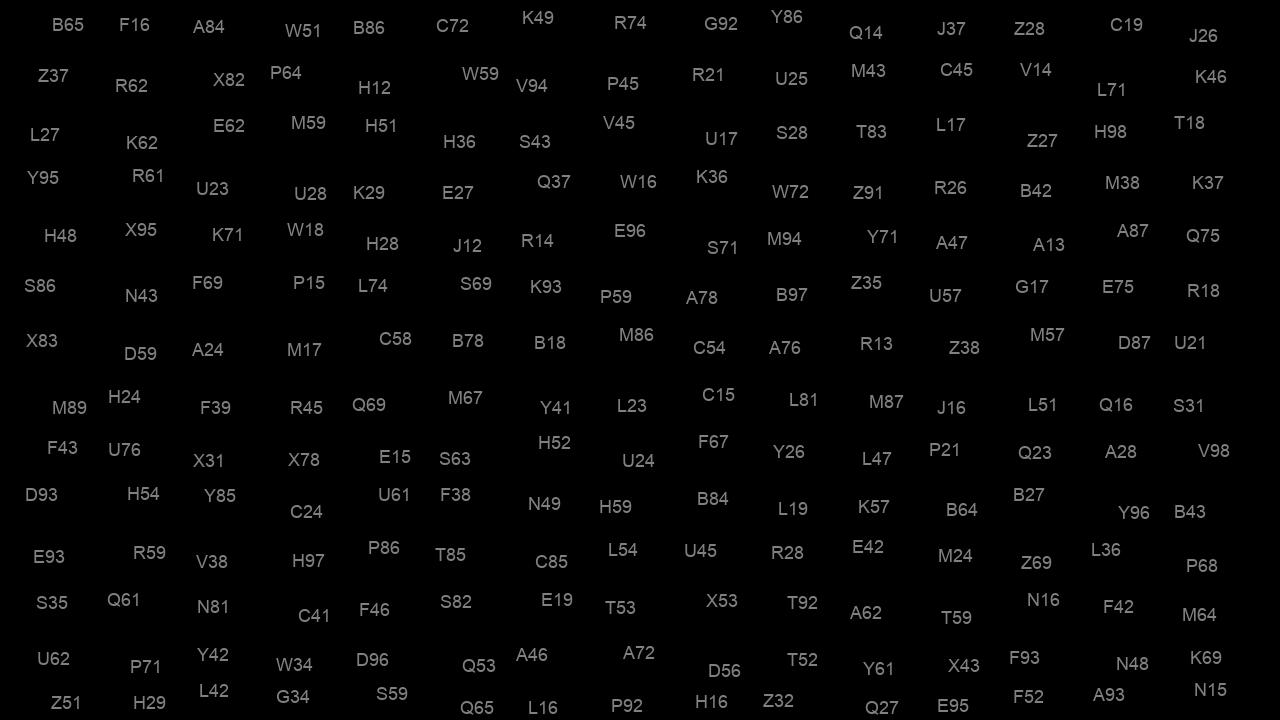 B65 F16 A84 W51 B86 C72 K49 R74 G92 Y86 Q14 J37 Z28 C19 J26
Z37 R62 X82 P64 H12 W59 V94 P45 R21 U25 M43 C45 V14 L71 K46
L27 K62 E62 M59 H51 H36 S43 V45 U17 S28 T83 L17 Z27 H98 T18
Y95 R61 U23 U28 K29 E27 Q37 W16 K36 W72 Z91 R26 B42 M38 K37
H48 X95 K71 W18 H28 J12 R14 E96 S71 M94 Y71 A47 A13 A87 Q75
S86 N43 F69 P15 L74 S69 K93 P59 A78 B97 Z35 U57 G17 E75 R18
X83 D59 A24 M17 C58 B78 B18 M86 C54 A76 R13 Z38 M57 D87 U21
M89 H24 F39 R45 Q69 M67 Y41 L23 C15 L81 M87 J16 L51 Q16 S31
F43 U76 X31 X78 E15 S63 H52 U24 F67 Y26 L47 P21 Q23 A28 V98
D93 H54 Y85 C24 U61 F38 N49 H59 B84 L19 K57 B64 B27 Y96 B43
E93 R59 V38 H97 P86 T85 C85 L54 U45 R28 E42 M24 Z69 L36 P68
S35 Q61 N81 C41 F46 S82 E19 T53 X53 T92 A62 T59 N16 F42 M64
U62 P71 Y42 W34 D96 Q53 A46 A72 D56 T52 Y61 X43 F93 N48 K69
Z51 H29 L42 G34 S59 Q65 L16 P92 H16 Z32 Q27 E95 F52 A93 N15